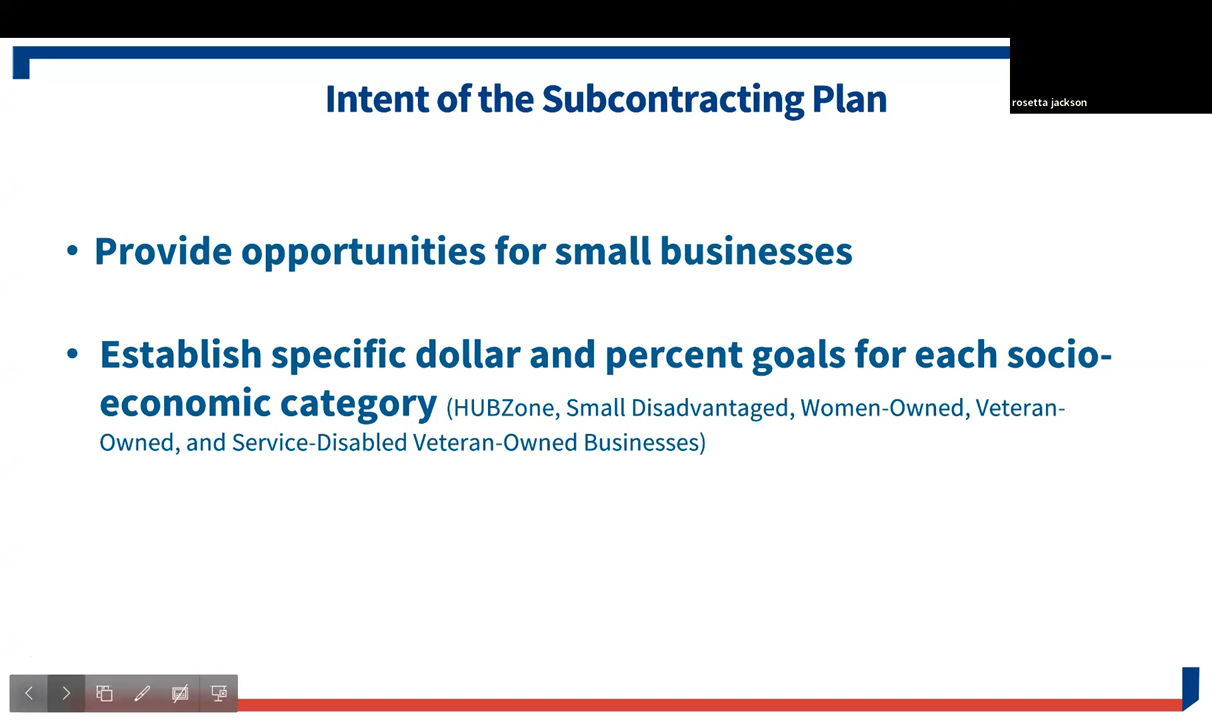 Intent of the Subcontracting Plan
rosetta jackson
• Provide opportunities for small businesses
• Establish specific dollar and percent goals for each socio-
economic category (HUBZone, Small Disadvantaged, Women-Owned, Veteran-
Owned, and Service-Disabled Veteran-Owned Businesses)